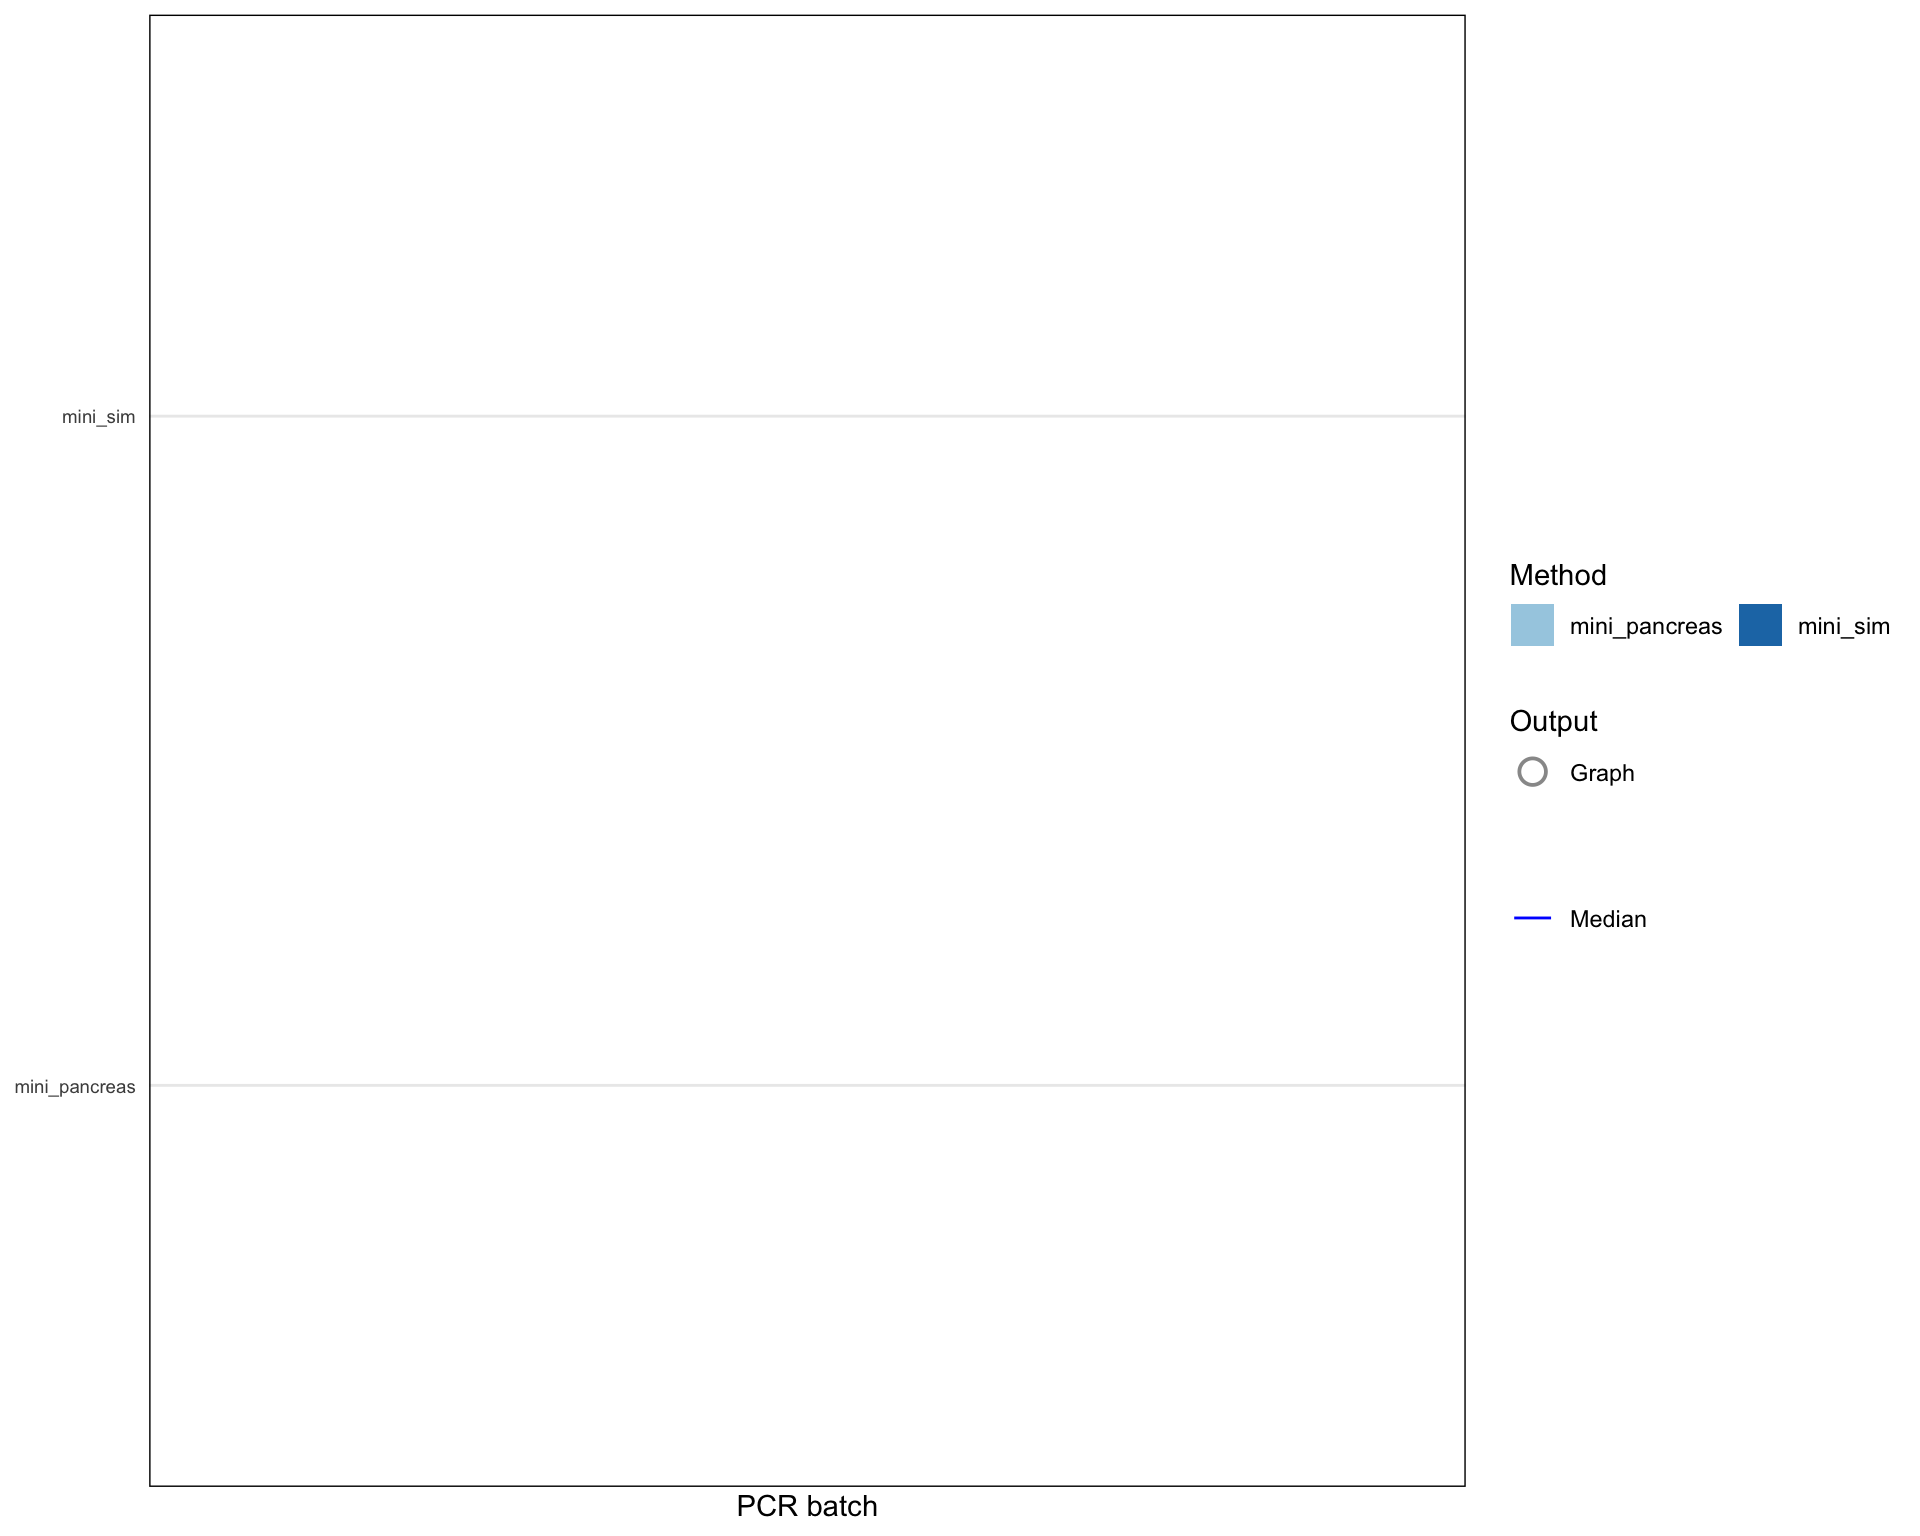 mini_sim
mini_pancreas
PCR batch
Method
mini_pancreas mini_sim
Output
Graph
Median